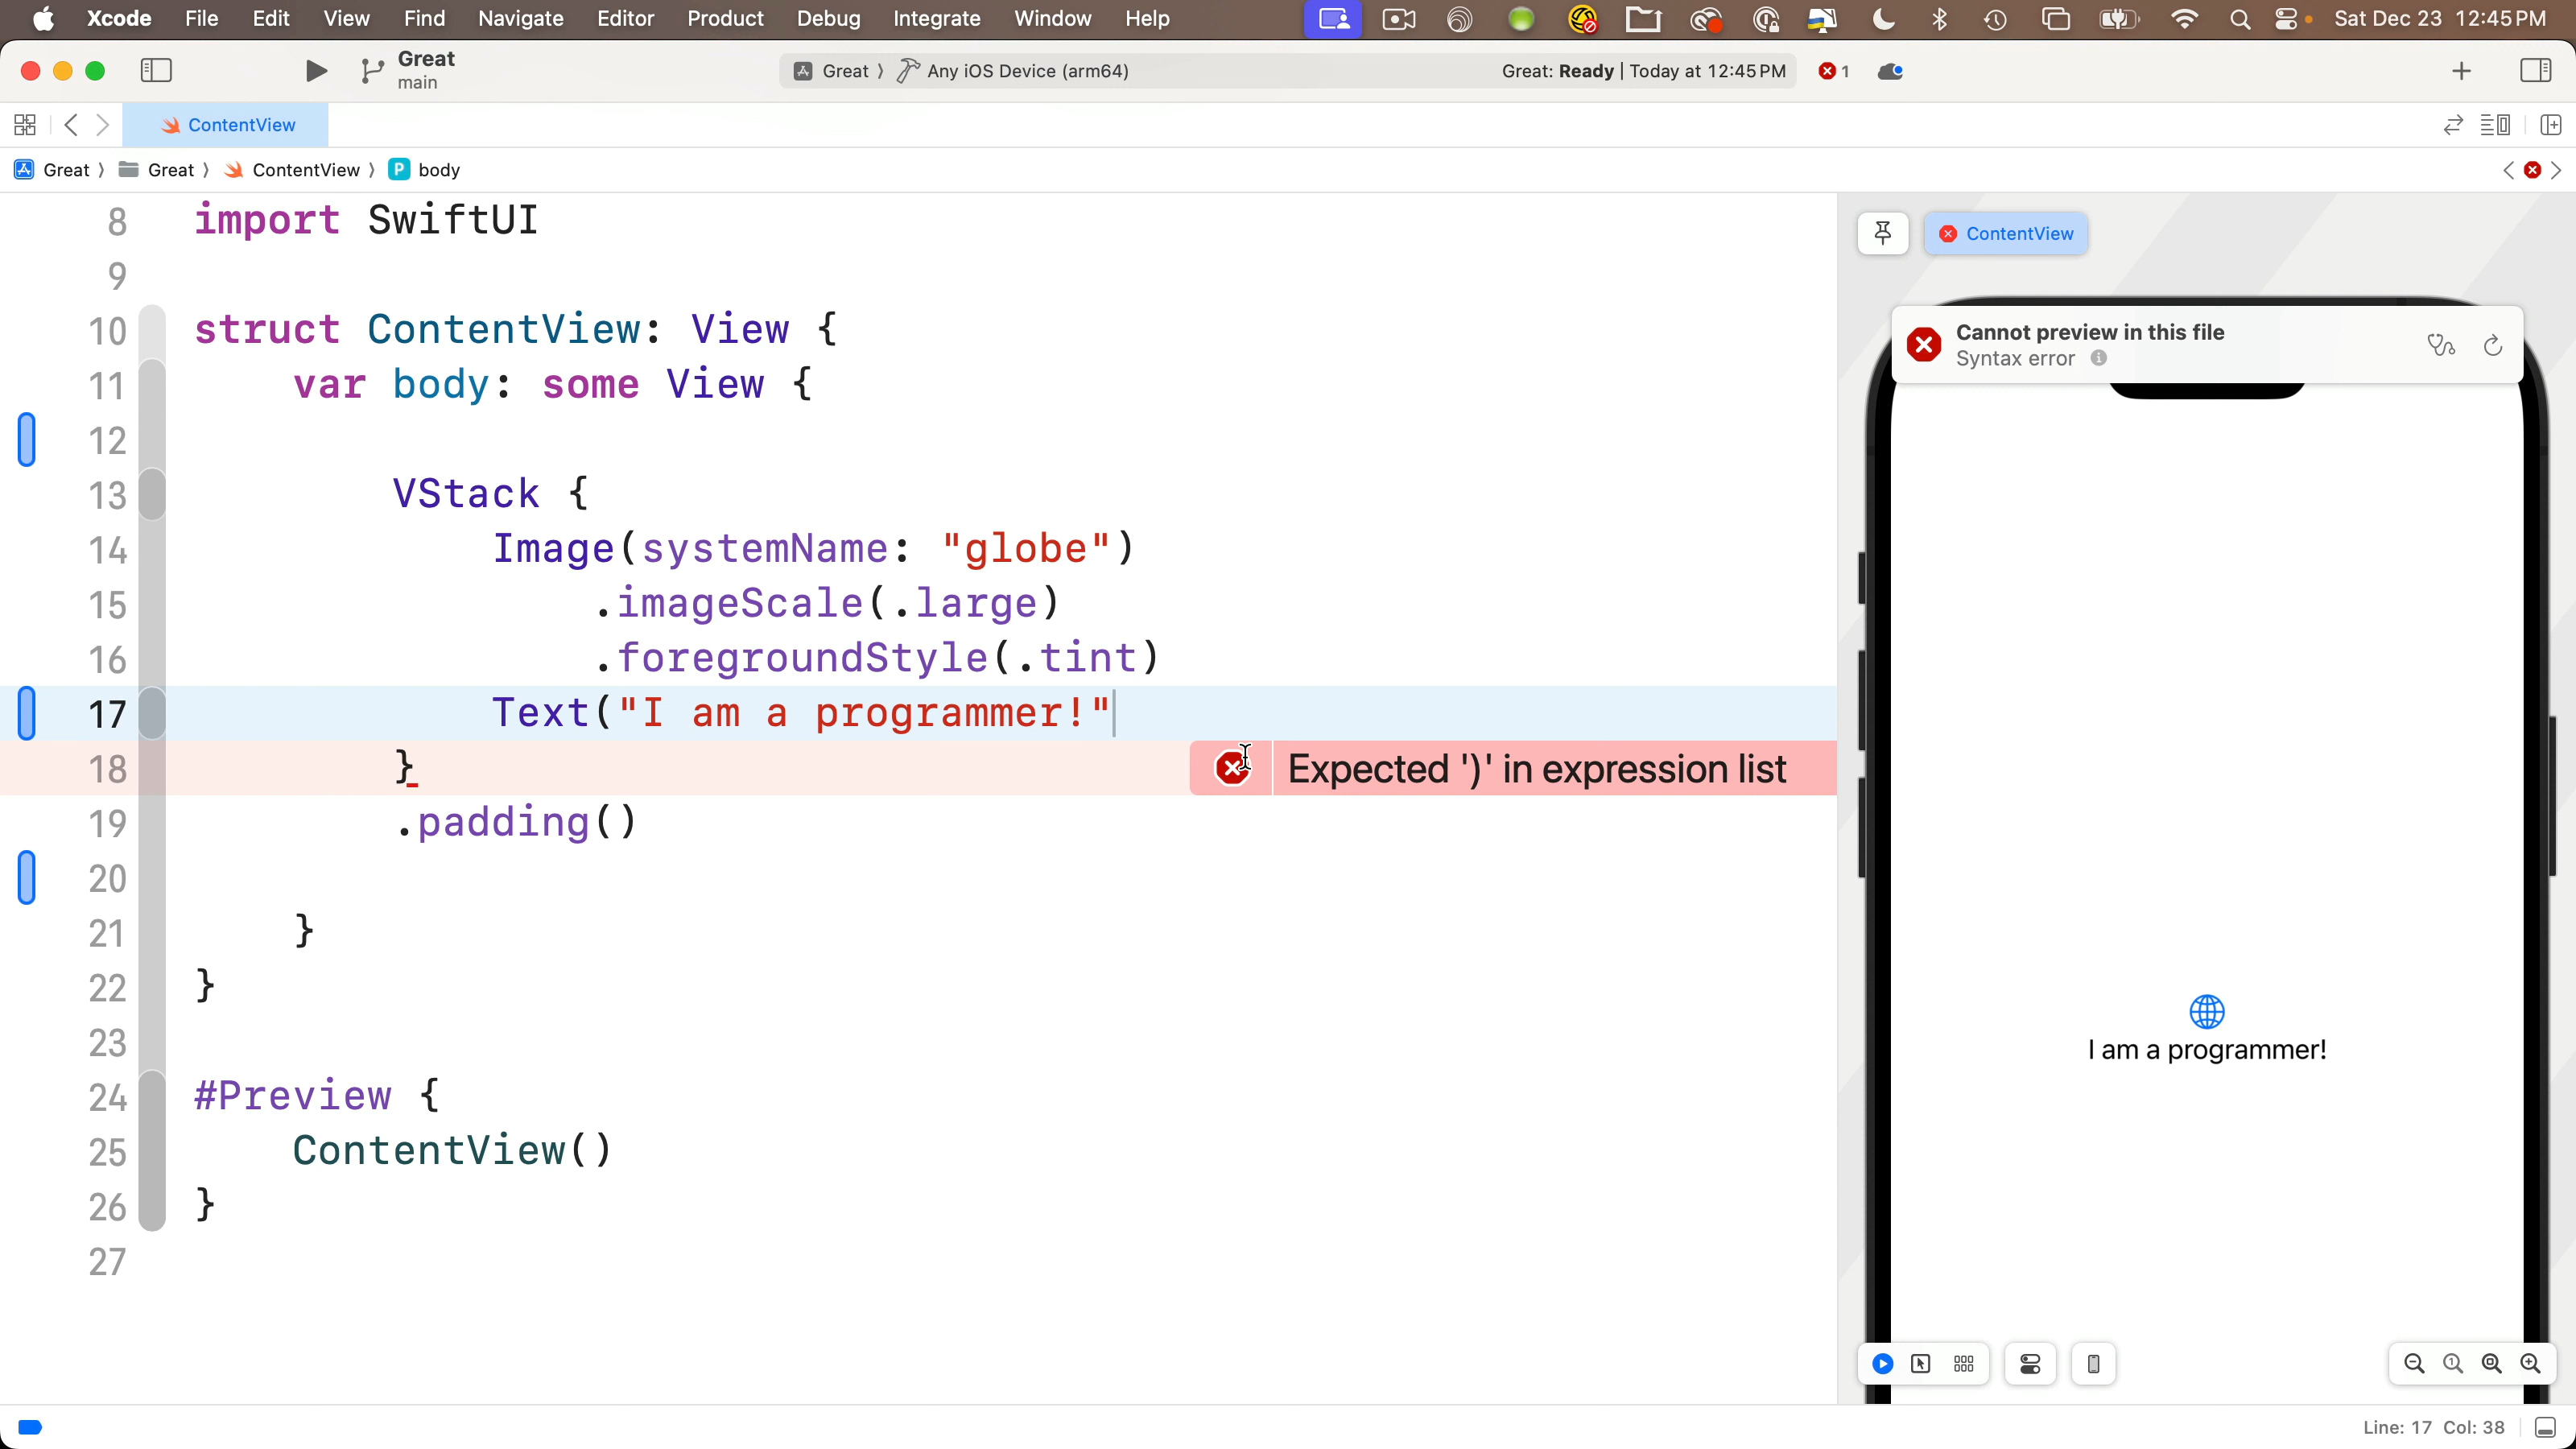 Xcode File Edit View Find Navigate Editor Product Debug Integrate Window Help Sat Dec 23 12:45 PM
Great
main
Great 〉 Any iOS Device (arm64)
Great: Ready | Today at 12:45 PM 1
ContentView
Great 〉 Great 〉 ContentView 〉 P body
8 import SwiftUI
9
10 struct ContentView: View {
11 var body: some View {
12
13 VStack {
14 Image(systemName: "globe")
15 .imageScale(.large)
16 .foregroundStyle(.tint)
17 Text("I am a programmer!"
18 }
Expected ')' in expression list
19 .padding()
20
21 }
22 }
23
24 #Preview {
25 ContentView()
26 }
27
ContentView
Cannot preview in this file
Syntax error
I am a programmer!
Line: 17 Col: 38